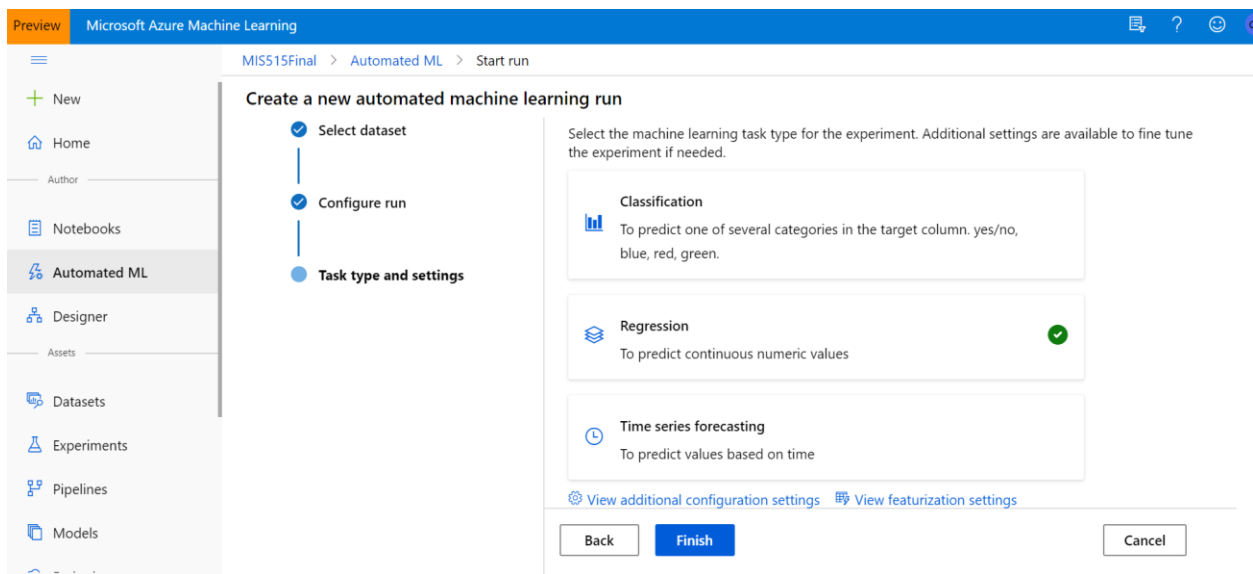 Preview
Microsoft Azure Machine Learning
MIS515Final > Automated ML > Start run
New
Home
Author
Notebooks
Automated ML
Designer
Assets
Datasets
Experiments
Pipelines
Models
Create a new automated machine learning run
Select dataset
Configure run
Task type and settings
Select the machine learning task type for the experiment. Additional settings are available to fine tune
the experiment if needed.
Classification
To predict one of several categories in the target column. yes/no,
blue, red, green.
Regression
To predict continuous numeric values
Time series forecasting
To predict values based on time
View additional configuration settings View featurization settings
Back Finish Cancel